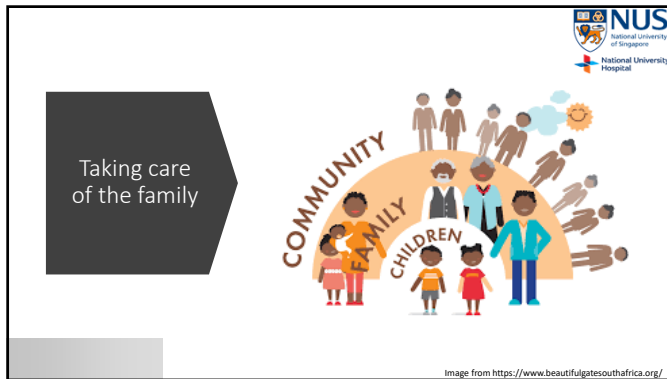 NUS
National University
of Singapore
National University
Hospital
Taking care
of the family
COMMUNITY
FAMILY
CHILDREN
Image from https://www.beautifulgatesouthafrica.org/